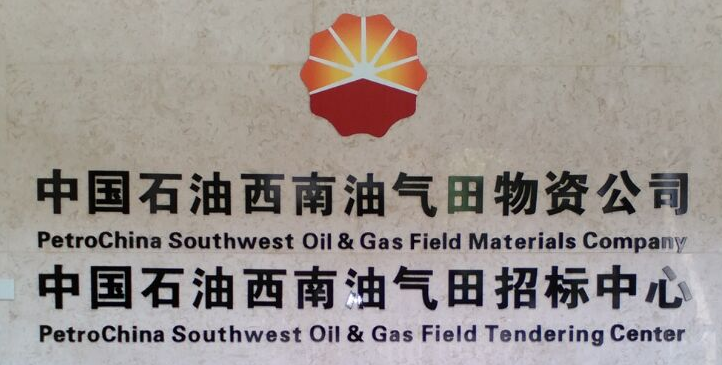 中国石油西南油气田物资公司
PetroChina Southwest Oil & Gas Field Materials Company
中国石油西南油气田招标中心
PetroChina Southwest Oil & Gas Field Tendering Center